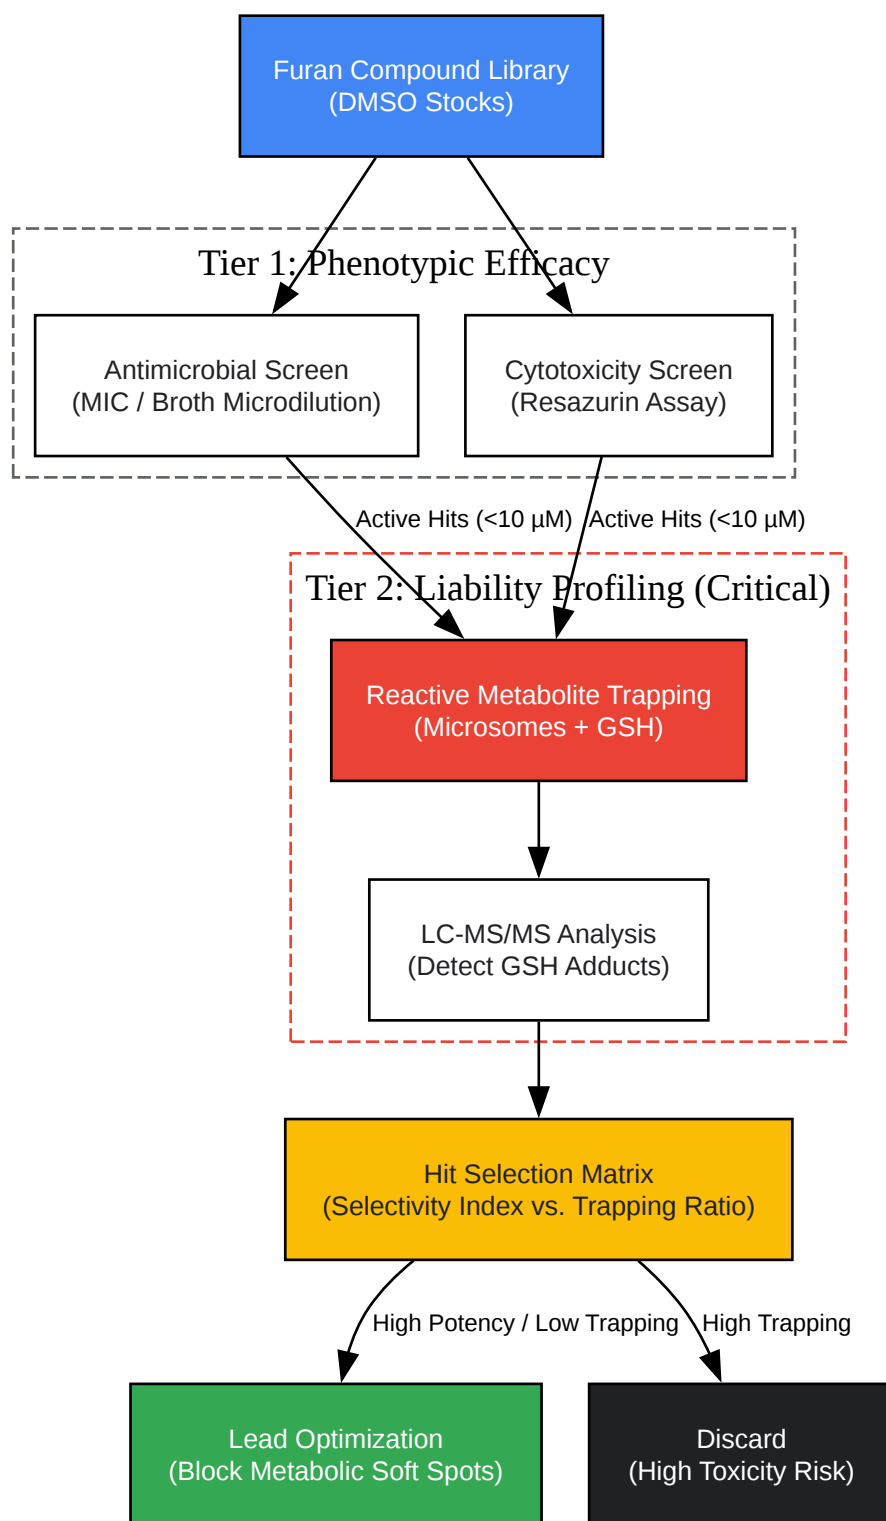 Furan Compound Library
(DMSO Stocks)
Tier 1: Phenotypic Efficacy
Antimicrobial Screen
(MIC / Broth Microdilution)
Cytotoxicity Screen
(Resazurin Assay)
Active Hits (<10 µM)
Active Hits (<10 µM)
Tier 2: Liability Profiling (Critical)
Reactive Metabolite Trapping
(Microsomes + GSH)
LC-MS/MS Analysis
(Detect GSH Adducts)
Hit Selection Matrix
(Selectivity Index vs. Trapping Ratio)
High Potency / Low Trapping
High Trapping
Lead Optimization
(Block Metabolic Soft Spots)
Discard
(High Toxicity Risk)